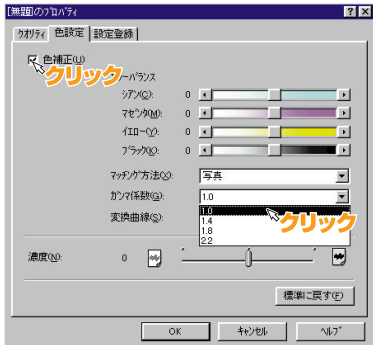 [無題]のプロパティ
クオリティ 色設定 設定登録
色補正(U)
クリック
カラーバランス
シアン(C): 0
マゼンタ(M): 0
イエロー(Y): 0
ブラック(K): 0
マッチング方法(X): 写真
ガンマ係数(G): 1.0
変換曲線(S):
1.0
1.4
1.8
2.2
クリック
濃度(N): 0
標準に戻す(F)
OK キャンセル ヘルプ